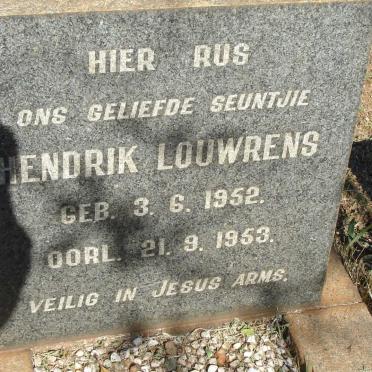 HIER RUS
ONS GELIEFDE SEUNTJIE
HENDRIK LOUWRENS
GEB. 3. 6. 1952.
OORL. 21. 9. 1953.
VEILIG IN JESUS ARMS.